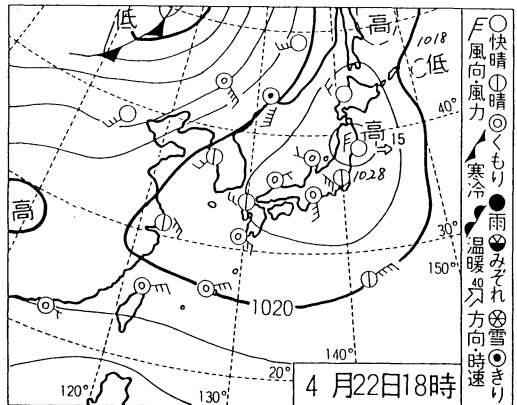 低
高
1018
低
40°
高
15
1028
高
30°
150°
1020
140°
20°
130°
120°
4月22日18時
快晴 晴 くもり 雨 みぞれ 雪 きり
風向・風力 寒冷 温暖 40 方向・時速